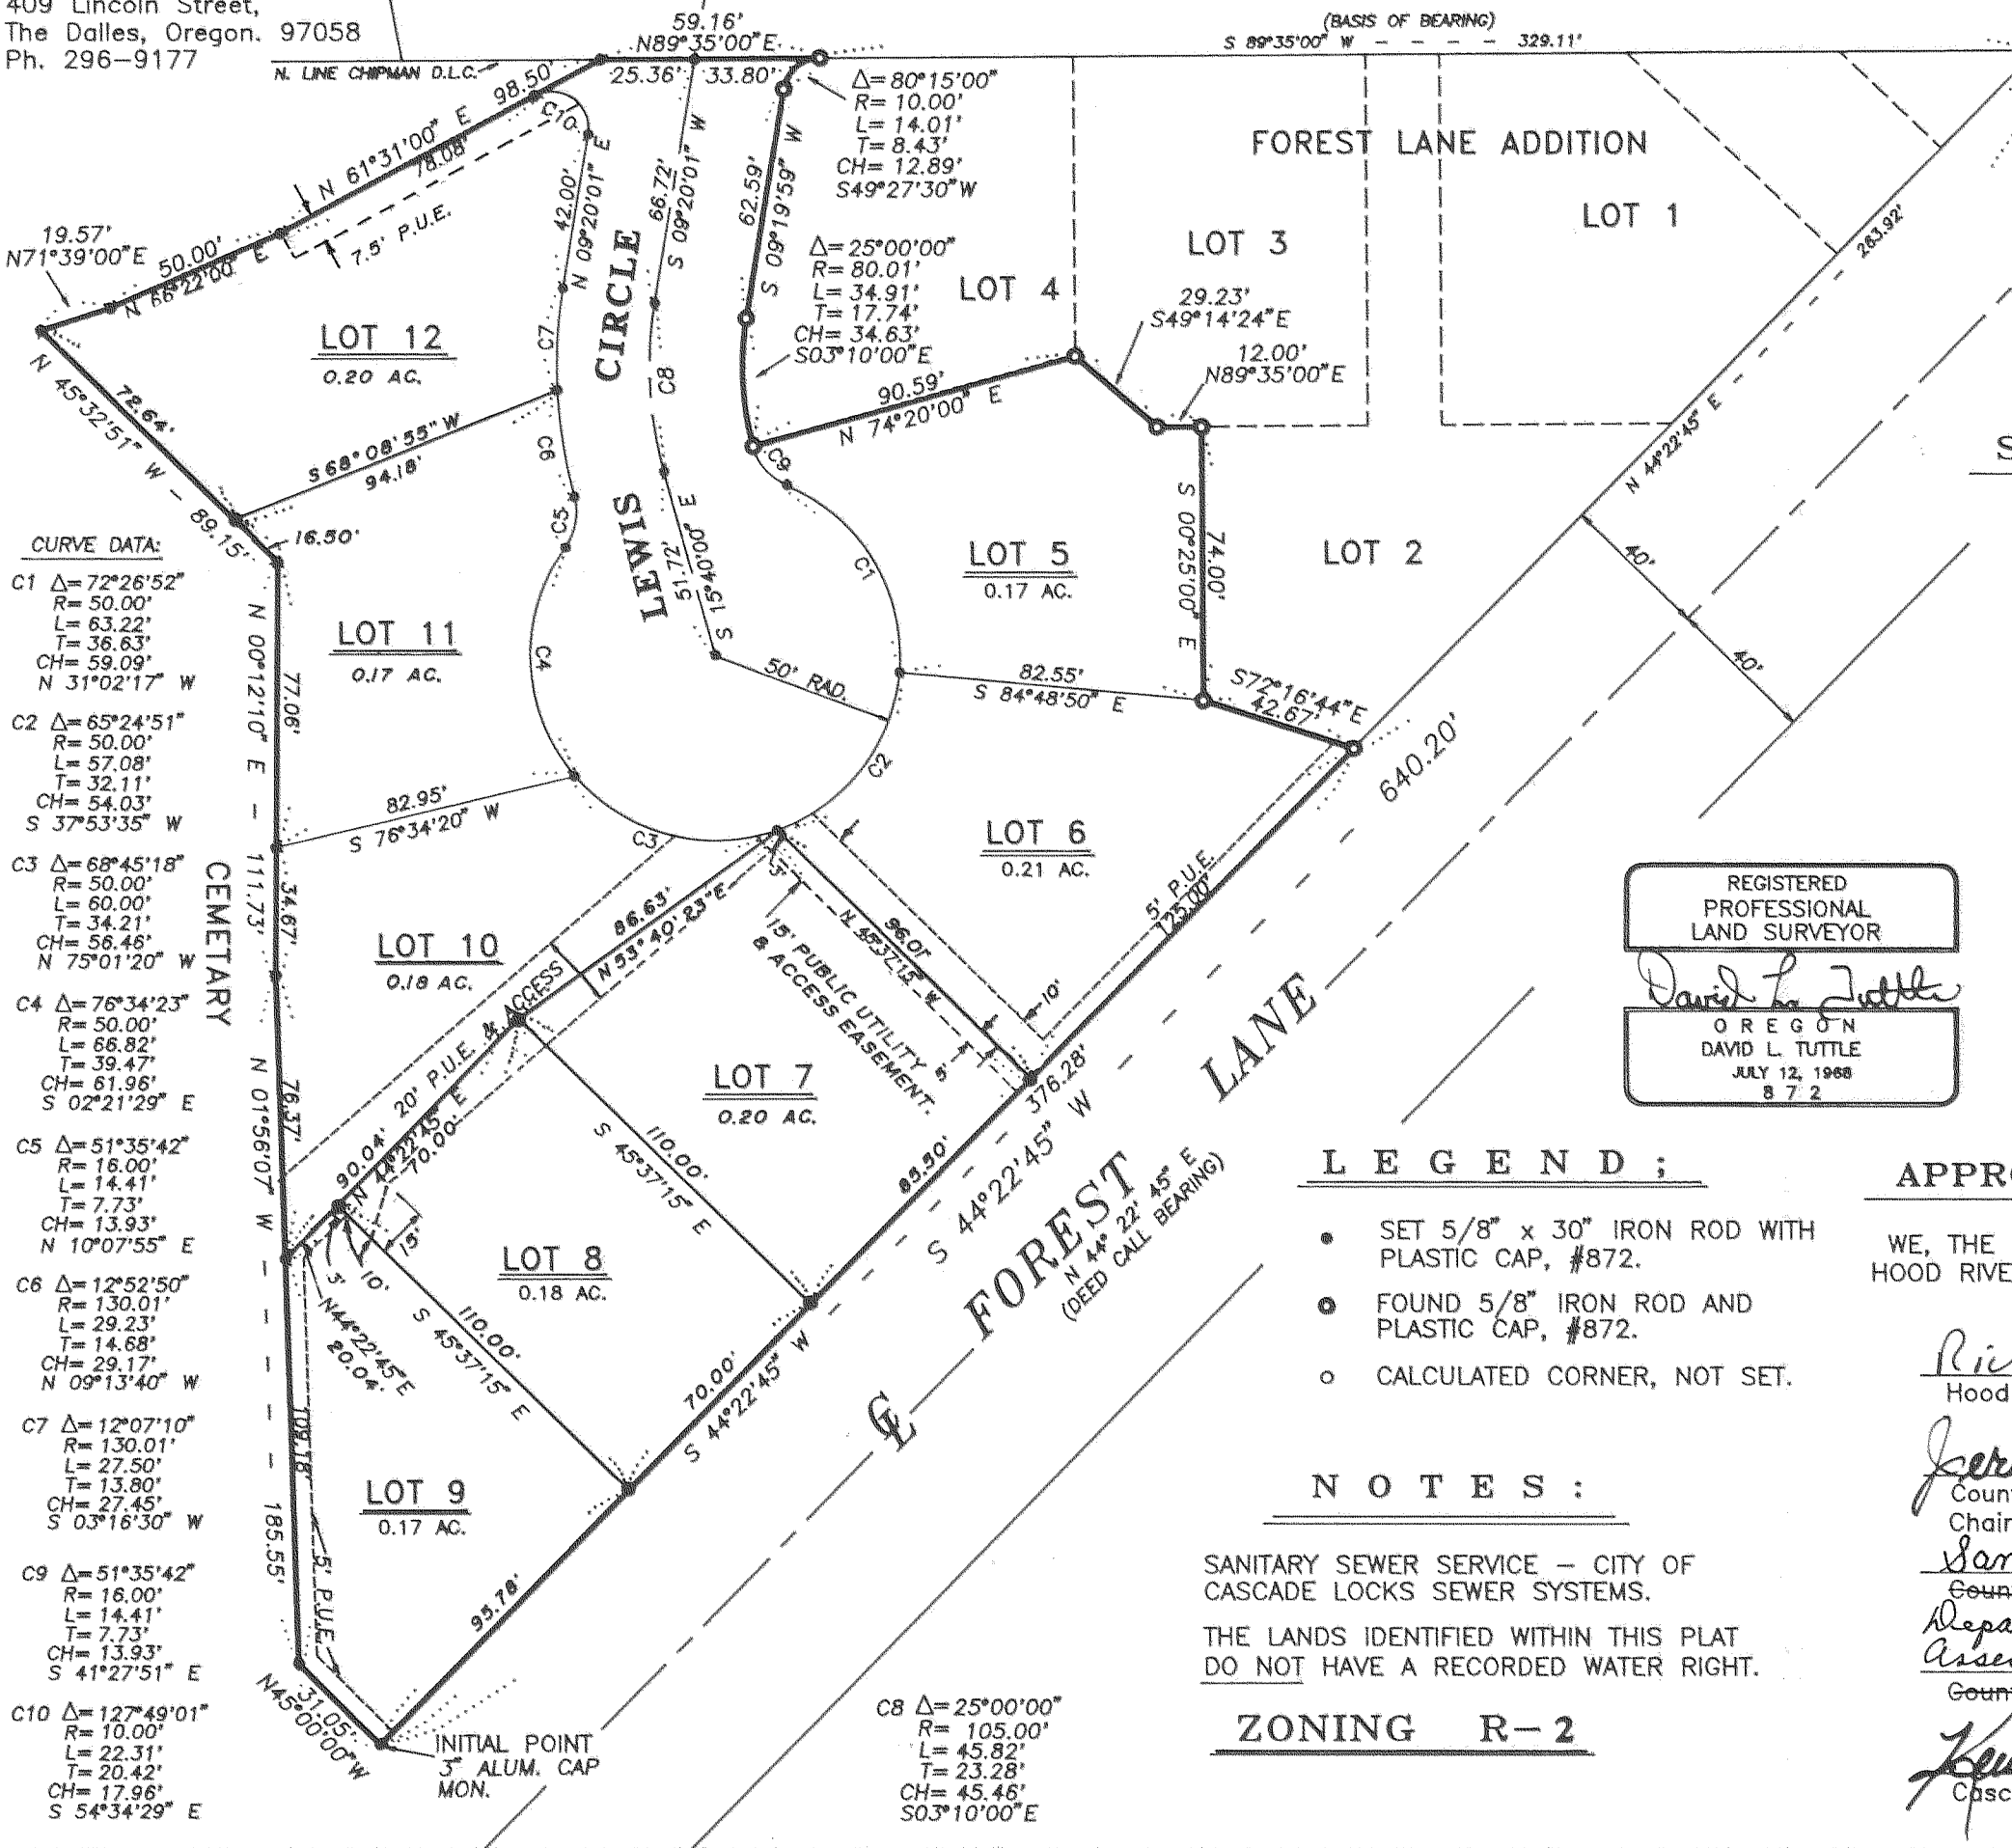 409 Lincoln Street,
The Dalles, Oregon. 97058
Ph. 296-9177
N. LINE CHIPMAN D.L.C.
59.16'
N89°35'00"E
25.36' 33.80'
(BASIS OF BEARING)
S 89°35'00" W - - - - 329.11'
98.50'
N 61°31'00" E
78.08'
C10
7.5' P.U.E.
19.57'
N71°39'00"E
50.00'
N 66°22'00" E
42.00'
N 09°20'01" E
66.72'
S 09°20'01" W
62.59'
S 09°19'59" W
Δ= 80°15'00"
R= 10.00'
L= 14.01'
T= 8.43'
CH= 12.89'
S49°27'30"W
Δ= 25°00'00"
R= 80.01'
L= 34.91'
T= 17.74'
CH= 34.63'
S03°10'00"E
FOREST LANE ADDITION
LOT 1
LOT 3
LOT 4
LOT 2
29.23'
S49°14'24"E
12.00'
N89°35'00"E
90.59'
N 74°20'00" E
263.92'
N 44°22'45" E
40'
40'
LOT 12
0.20 AC.
C7
C8
C6
C5
C9
C1
C4
C2
C3
LEWIS CIRCLE
N 45°32'51" W - 89.15'
72.64'
16.50'
S 68°08'55" W
94.18'
51.72'
S 15°40'00" E
50' RAD.
LOT 5
0.17 AC.
74.00'
S 00°25'00" E
82.55'
S 84°48'50" E
S72°16'44"E
42.67'
640.20'
LOT 11
0.17 AC.
N 00°12'10" E - 111.73'
77.06'
34.67'
82.95'
S 76°34'20" W
CEMETARY
LOT 6
0.21 AC.
5' P.U.E.
125.00'
LOT 10
0.18 AC.
86.63'
N 53°40'23"E
20' P.U.E. & ACCESS
3'
96.01'
N 45°37'15" W
15' PUBLIC UTILITY
& ACCESS EASEMENT.
10'
5'
90.04'
N 44°22'45" E
70.00'
LOT 7
0.20 AC.
110.00'
S 45°37'15" E
85.50'
376.28'
S 44°22'45" W
FOREST LANE
N 44° 22' 45" E
(DEED CALL BEARING)
N 01°56'07" W - - - - 185.55'
76.37'
109.18'
3'
10'
15'
N44°22'45"E
20.04'
LOT 8
0.18 AC.
110.00'
S 45°37'15" E
70.00'
S 44°22'45" W
CL
LOT 9
0.17 AC.
5' P.U.E.
95.78'
31.05'
N45°00'00"W
INITIAL POINT
3" ALUM. CAP
MON.
CURVE DATA:
C1 Δ= 72°26'52"
R= 50.00'
L= 63.22'
T= 36.63'
CH= 59.09'
N 31°02'17" W
C2 Δ= 65°24'51"
R= 50.00'
L= 57.08'
T= 32.11'
CH= 54.03'
S 37°53'35" W
C3 Δ= 68°45'18"
R= 50.00'
L= 60.00'
T= 34.21'
CH= 56.46'
N 75°01'20" W
C4 Δ= 76°34'23"
R= 50.00'
L= 66.82'
T= 39.47'
CH= 61.96'
S 02°21'29" E
C5 Δ= 51°35'42"
R= 16.00'
L= 14.41'
T= 7.73'
CH= 13.93'
N 10°07'55" E
C6 Δ= 12°52'50"
R= 130.01'
L= 29.23'
T= 14.68'
CH= 29.17'
N 09°13'40" W
C7 Δ= 12°07'10"
R= 130.01'
L= 27.50'
T= 13.80'
CH= 27.45'
S 03°16'30" W
C9 Δ= 51°35'42"
R= 16.00'
L= 14.41'
T= 7.73'
CH= 13.93'
S 41°27'51" E
C10 Δ= 127°49'01"
R= 10.00'
L= 22.31'
T= 20.42'
CH= 17.96'
S 54°34'29" E
C8 Δ= 25°00'00"
R= 105.00'
L= 45.82'
T= 23.28'
CH= 45.46'
S03°10'00"E
REGISTERED
PROFESSIONAL
LAND SURVEYOR
David L. Tuttle
OREGON
DAVID L. TUTTLE
JULY 12, 1968
872
LEGEND;
SET 5/8" x 30" IRON ROD WITH
PLASTIC CAP, #872.
FOUND 5/8" IRON ROD AND
PLASTIC CAP, #872.
CALCULATED CORNER, NOT SET.
NOTES:
SANITARY SEWER SERVICE - CITY OF
CASCADE LOCKS SEWER SYSTEMS.
THE LANDS IDENTIFIED WITHIN THIS PLAT
DO NOT HAVE A RECORDED WATER RIGHT.
ZONING R-2
S
APPRO
WE, THE
HOOD RIVE
Ric
Hood
Coun
Chair
San
Coun
Depa
Asse
Coun
Casc